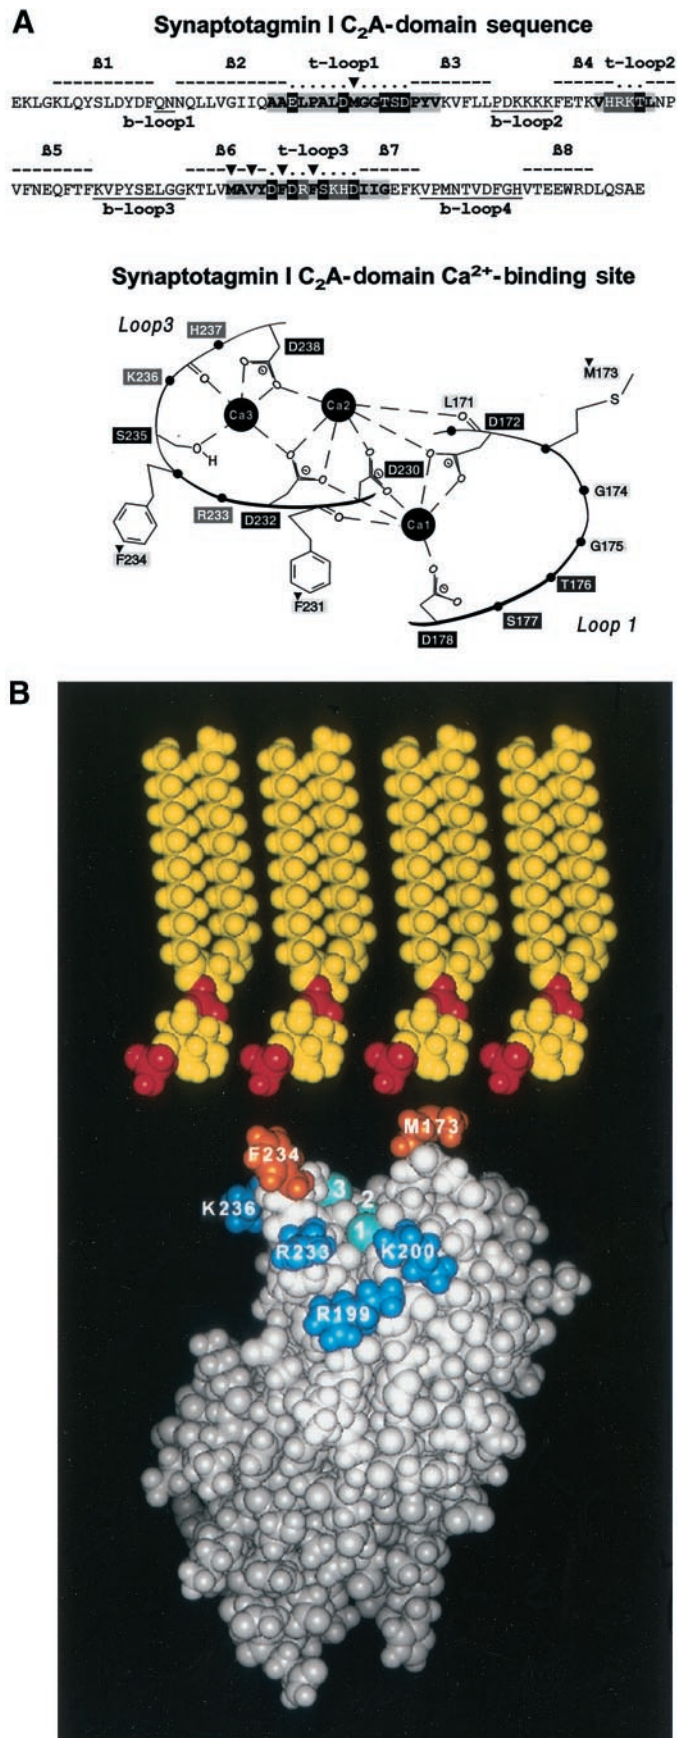 A
Synaptotagmin I C₂A-domain sequence
ß1 ß2 t-loop1 ß3 ß4 t-loop2
EKLGKLQYSLDYDFQNNQLLVGIIQAAELPALDMGGTSDPYVKVFLLPDKKKKFETKVHRKTLNP
b-loop1 b-loop2
ß5 ß6 t-loop3 ß7 ß8
VFNEQFTFKVPYSELGGKTLVMAVYDFDRFSKHDIIGEFKVPMNTVDFGHVTEEWRDLQSAE
b-loop3 b-loop4
Synaptotagmin I C₂A-domain Ca²⁺-binding site
Loop3
H237
D238
K236
Ca3
Ca2
L171
M173
S
D172
S235
O
H
D230
G174
R233
D232
Ca1
F234
F231
G175
T176
S177
D178
Loop 1
B
M173
F234
K236
3
2
1
R233
K200
R199